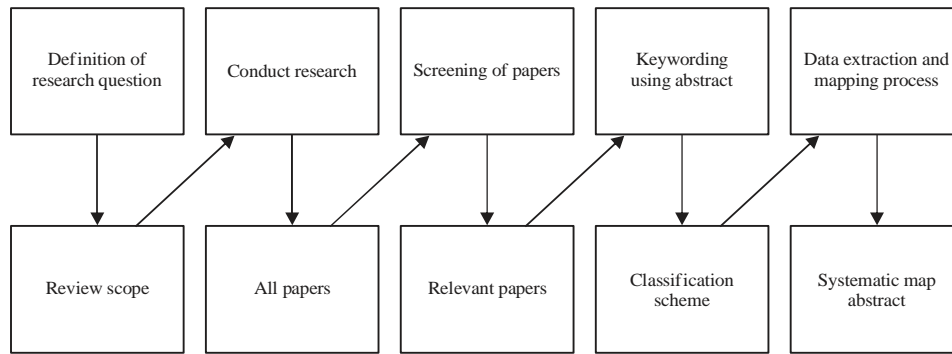 Definition of
research question
Conduct research
Screening of papers
Keywording
using abstract
Data extraction and
mapping process
Review scope
All papers
Relevant papers
Classification
scheme
Systematic map
abstract